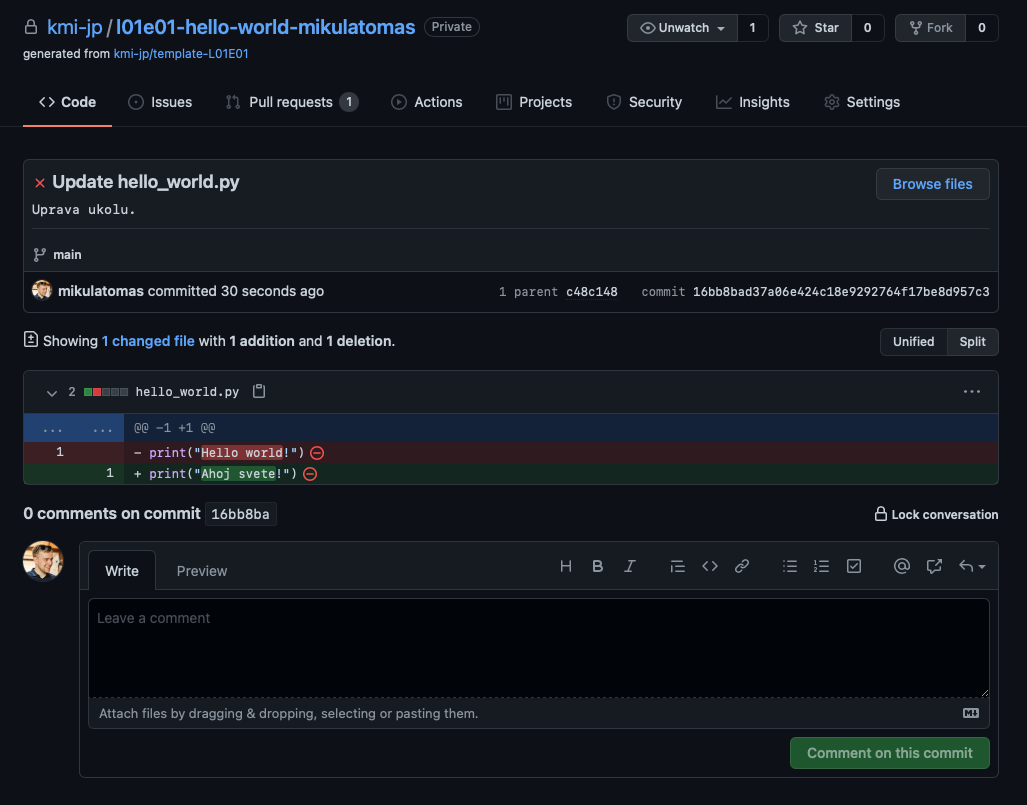 kmi-jp / l01e01-hello-world-mikulatomas Private Unwatch 1 Star 0 Fork 0
generated from kmi-jp/template-L01E01
Code Issues Pull requests 1 Actions Projects Security Insights Settings
Update hello_world.py Browse files
Uprava ukolu.
main
mikulatomas committed 30 seconds ago 1 parent c48c148 commit 16bb8bad37a06e424c18e9292764f17be8d957c3
Showing 1 changed file with 1 addition and 1 deletion. Unified Split
2 hello_world.py
... ... @@ -1 +1 @@
1 - print("Hello world!")
1 + print("Ahoj svete!")
0 comments on commit 16bb8ba Lock conversation
Write Preview
Leave a comment
Attach files by dragging & dropping, selecting or pasting them.
Comment on this commit